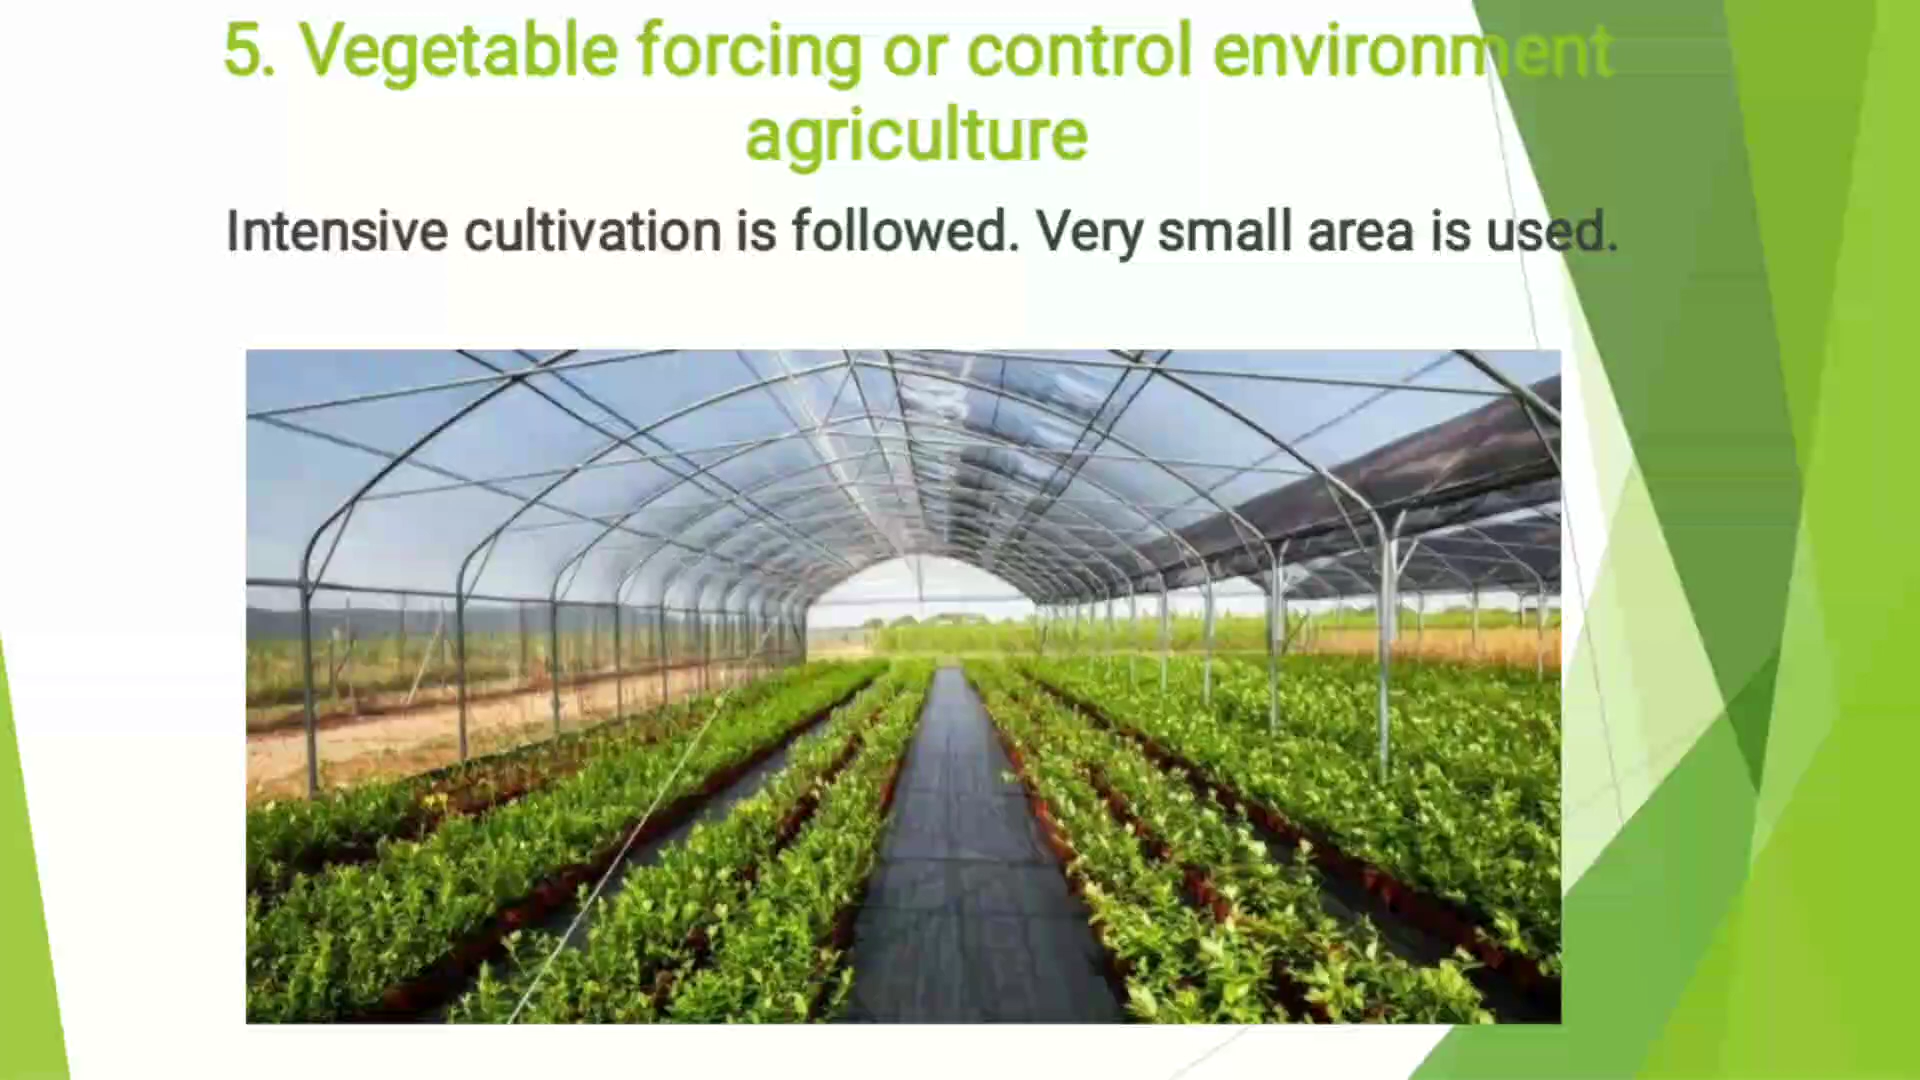 5. Vegetable forcing or control environment
agriculture
Intensive cultivation is followed. Very small area is used.